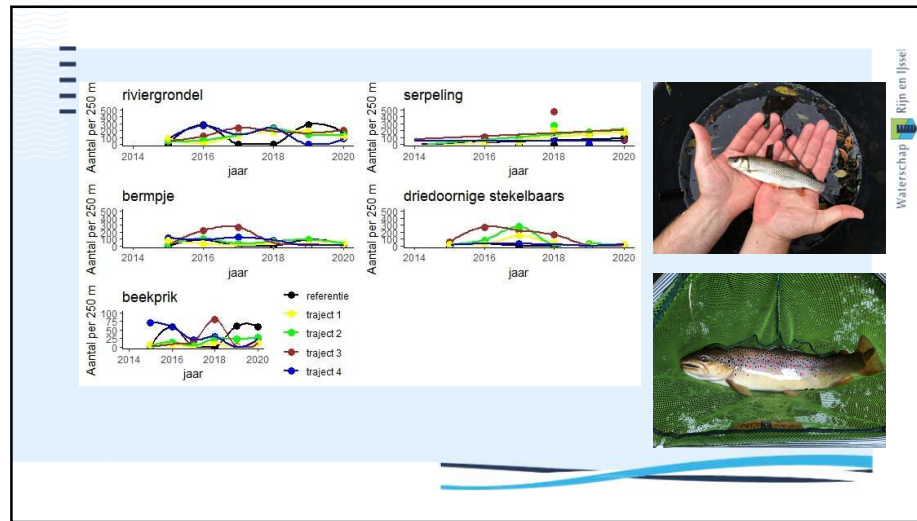 riviergrondel
Aantal per 250 m
500
400
300
200
100
0
2014 2016 2018 2020
jaar
serpeling
Aantal per 250 m
500
400
300
200
100
0
2014 2016 2018 2020
jaar
bermpje
Aantal per 250 m
500
400
300
200
100
0
2014 2016 2018 2020
jaar
driedoornige stekelbaars
Aantal per 250 m
500
400
300
200
100
0
2014 2016 2018 2020
jaar
beekprik
Aantal per 250 m
100
75
50
25
0
2014 2016 2018 2020
jaar
referentie
traject 1
traject 2
traject 3
traject 4
Waterschap Rijn en IJssel